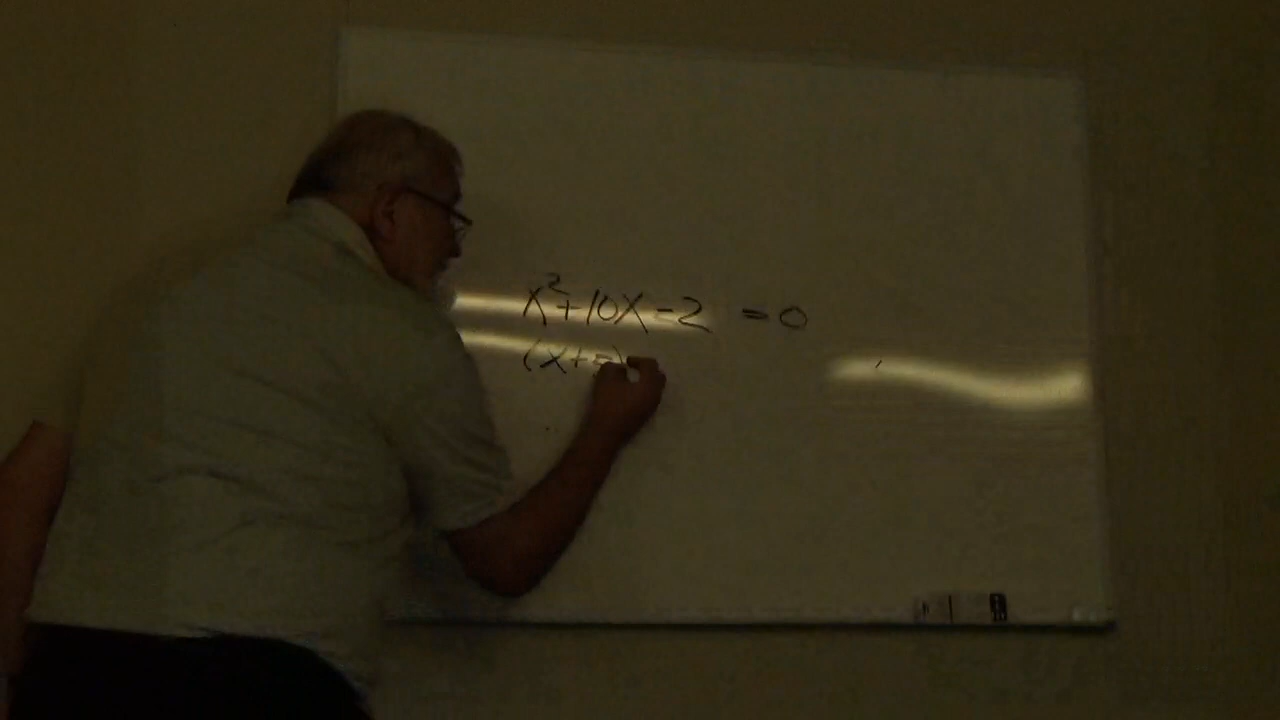 x²+10x-2 = 0
(x+5)